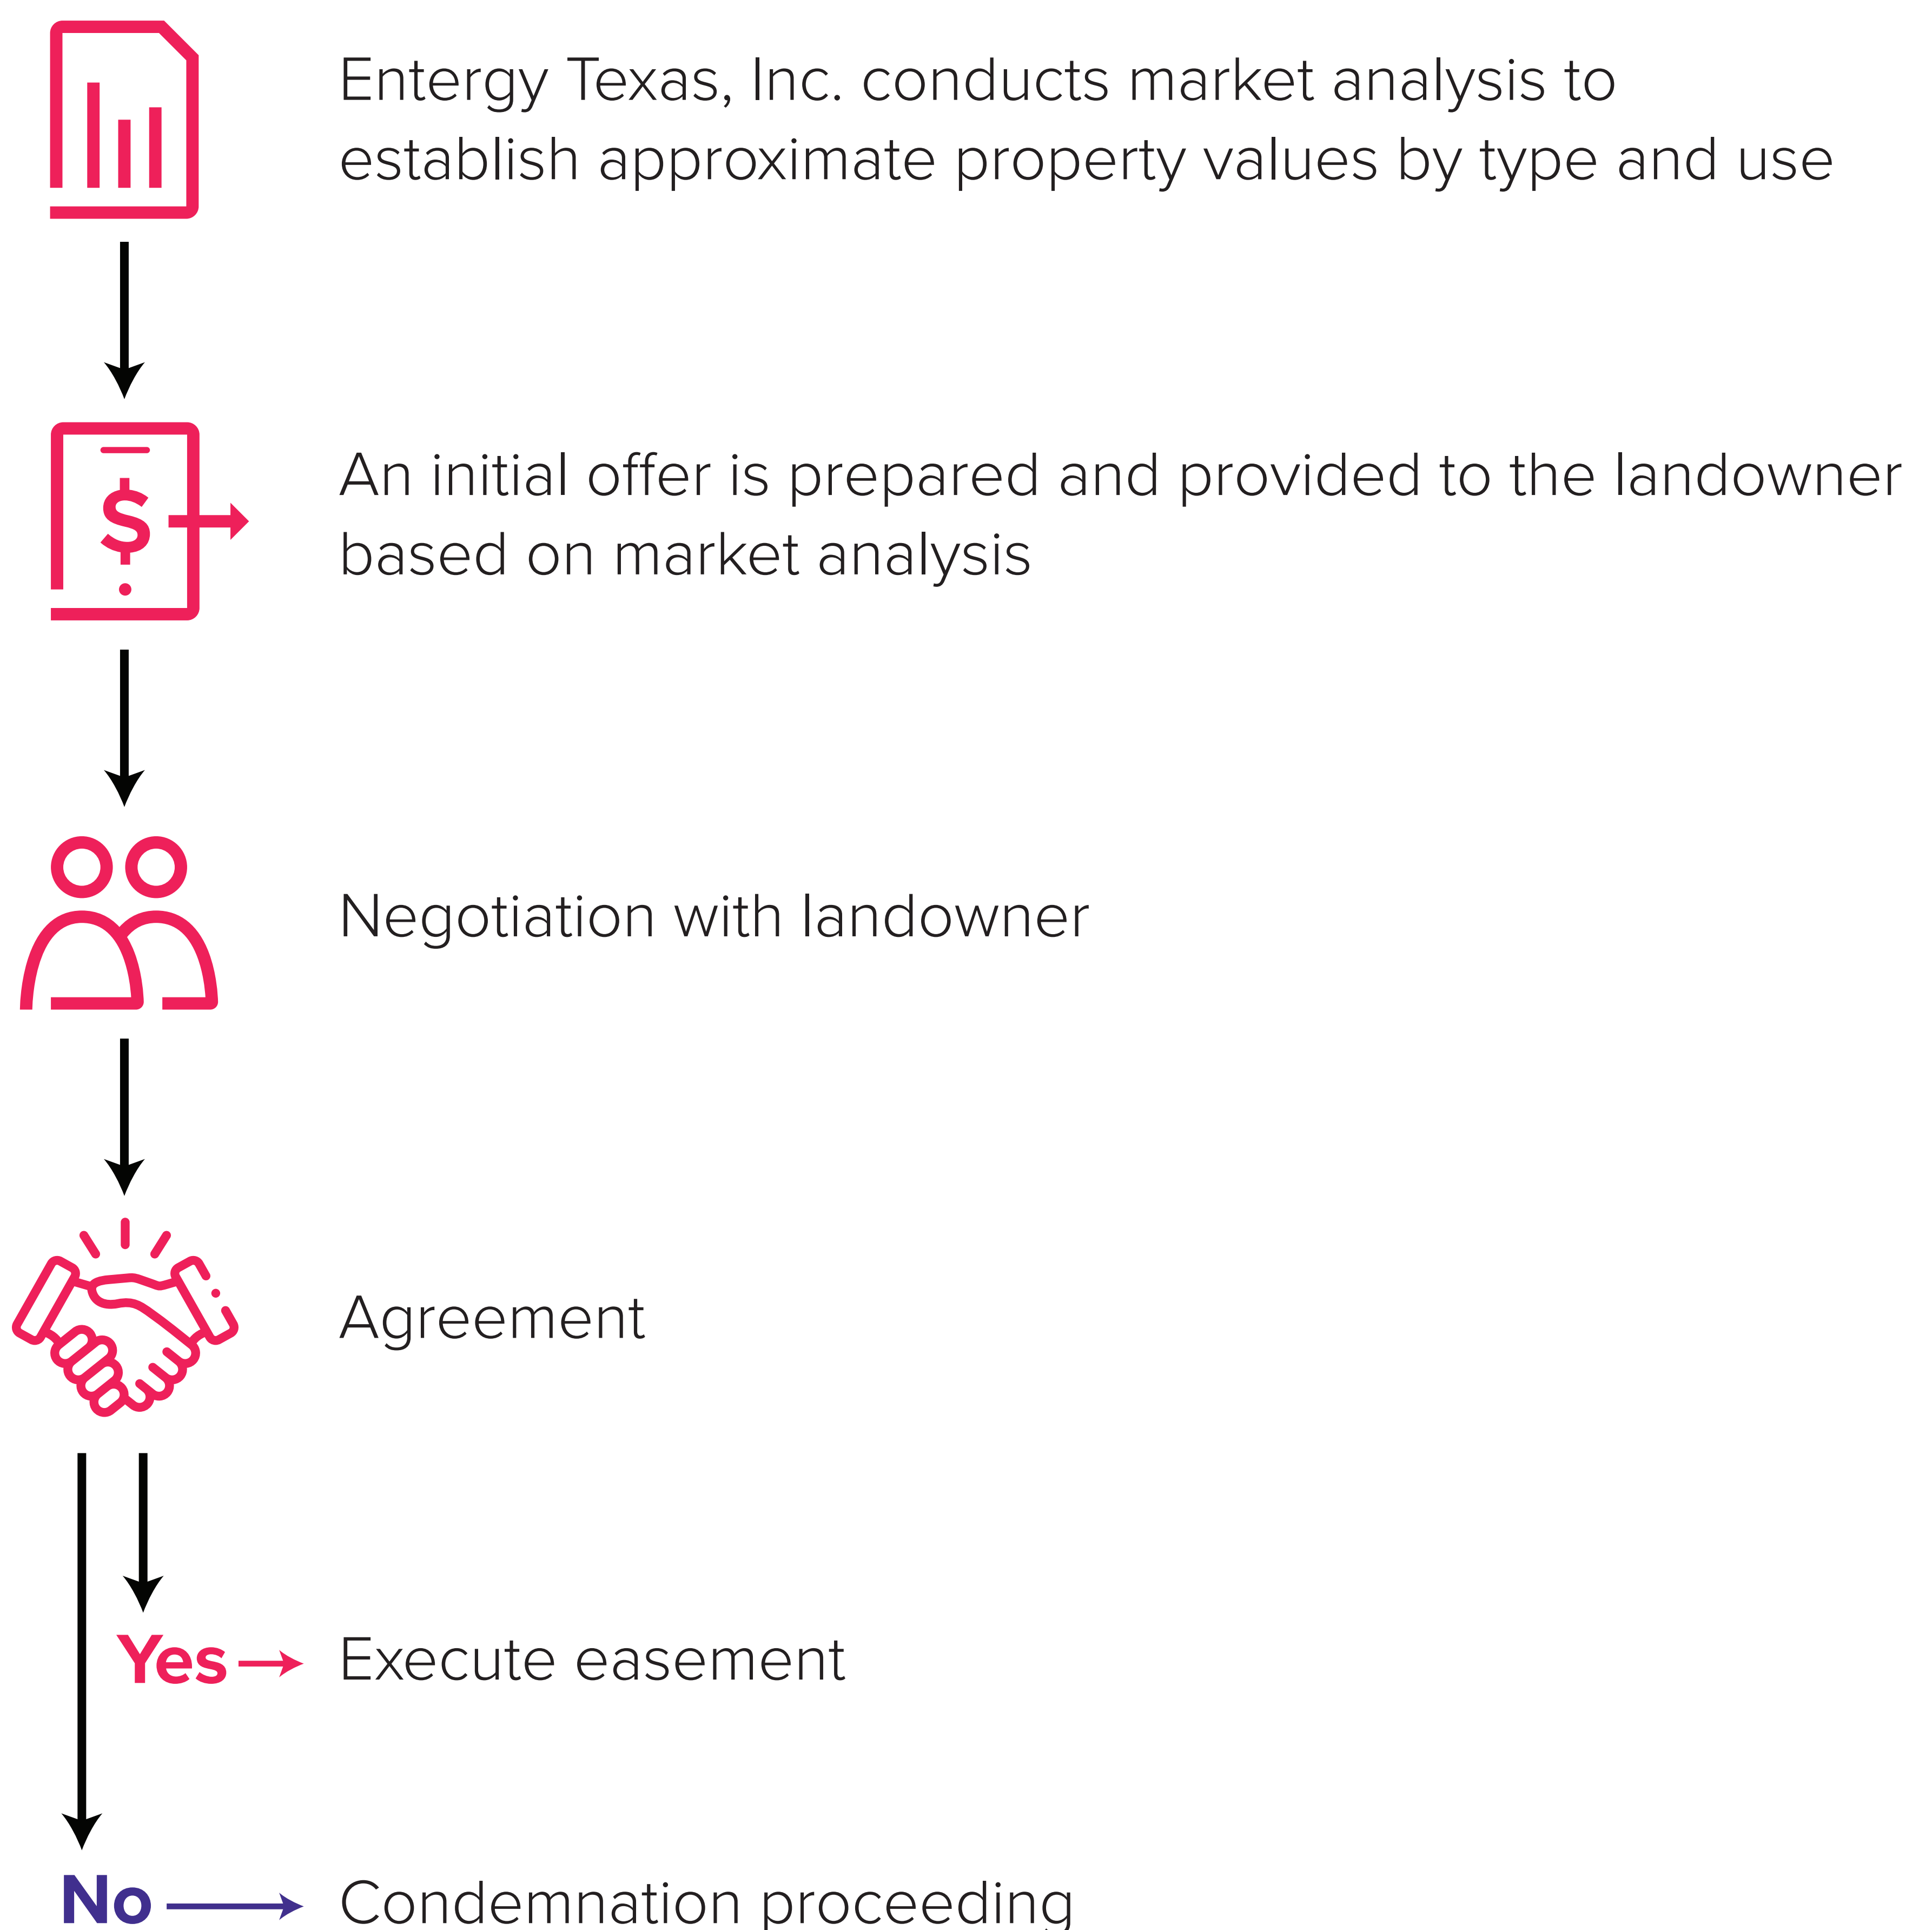 Entergy Texas, Inc. conducts market analysis to
establish approximate property values by type and use
$
An initial offer is prepared and provided to the landowner
based on market analysis
Negotiation with landowner
Agreement
Yes Execute easement
No Condemnation proceeding